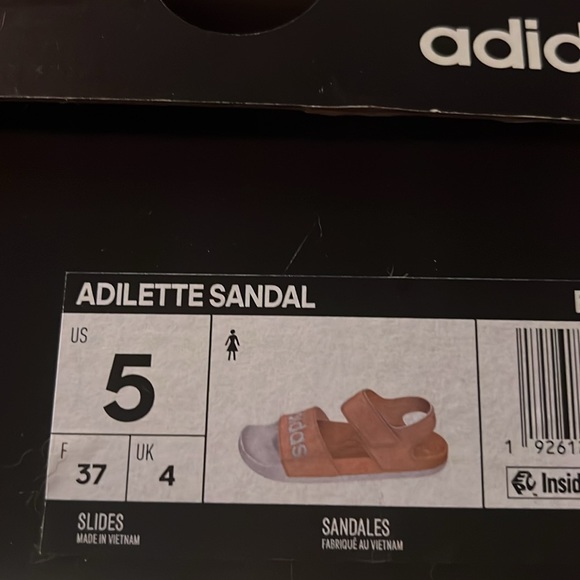 adid
ADILETTE SANDAL
US
5
F
37
UK
4
adidas
1 9261
Insid
SLIDES
MADE IN VIETNAM
SANDALES
FABRIQUÉ AU VIETNAM